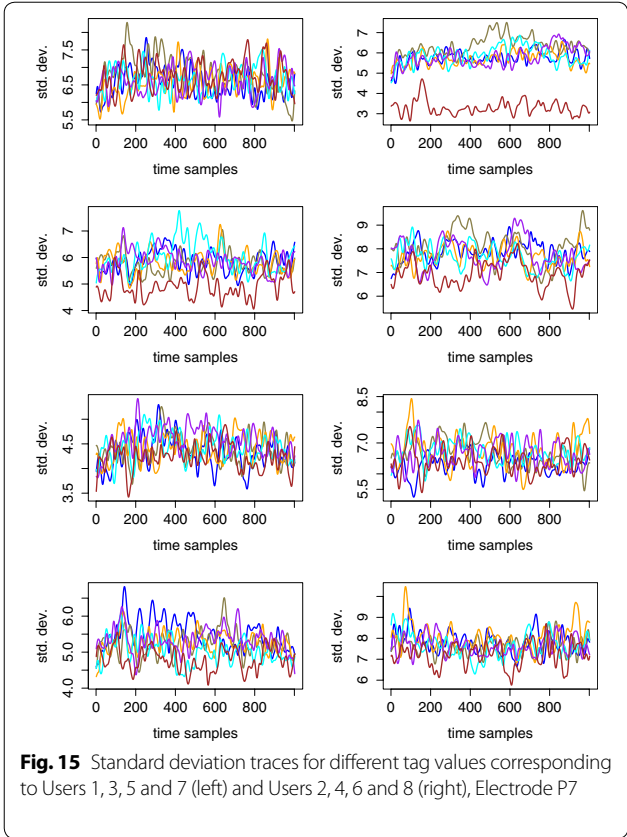 std. dev.
5.5 6.5 7.5
0 200 400 600 800
time samples
std. dev.
3 4 5 6 7
0 200 400 600 800
time samples
std. dev.
4 5 6 7
0 200 400 600 800
time samples
std. dev.
6 7 8 9
0 200 400 600 800
time samples
std. dev.
3.5 4.5
0 200 400 600 800
time samples
std. dev.
5.5 7.0 8.5
0 200 400 600 800
time samples
std. dev.
4.0 5.0 6.0
0 200 400 600 800
time samples
std. dev.
6 7 8 9
0 200 400 600 800
time samples
Fig. 15 Standard deviation traces for different tag values corresponding
to Users 1, 3, 5 and 7 (left) and Users 2, 4, 6 and 8 (right), Electrode P7